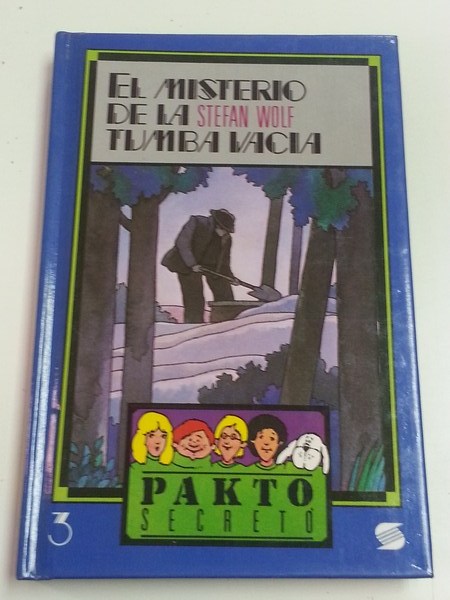 EL MISTERIO
DE LA STEFAN WOLF
TUMBA VACIA
PAKTO
SECRETO
3
S